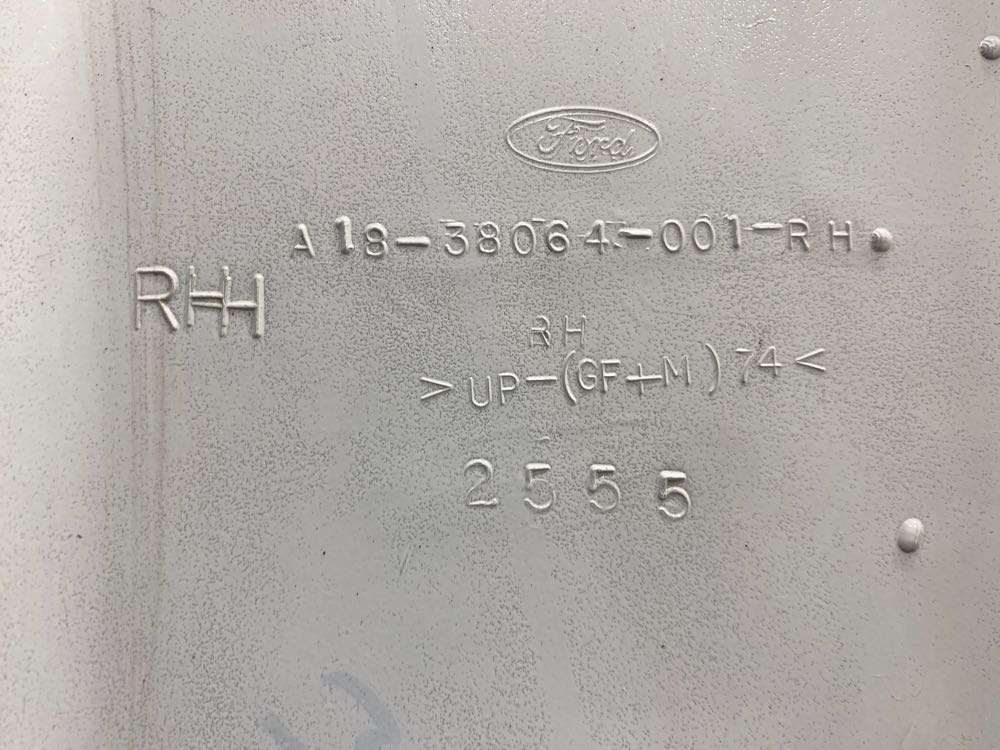 Ford
A18-38064-001-RH
RHH
RH
>UP-(GF+M)74<
2555